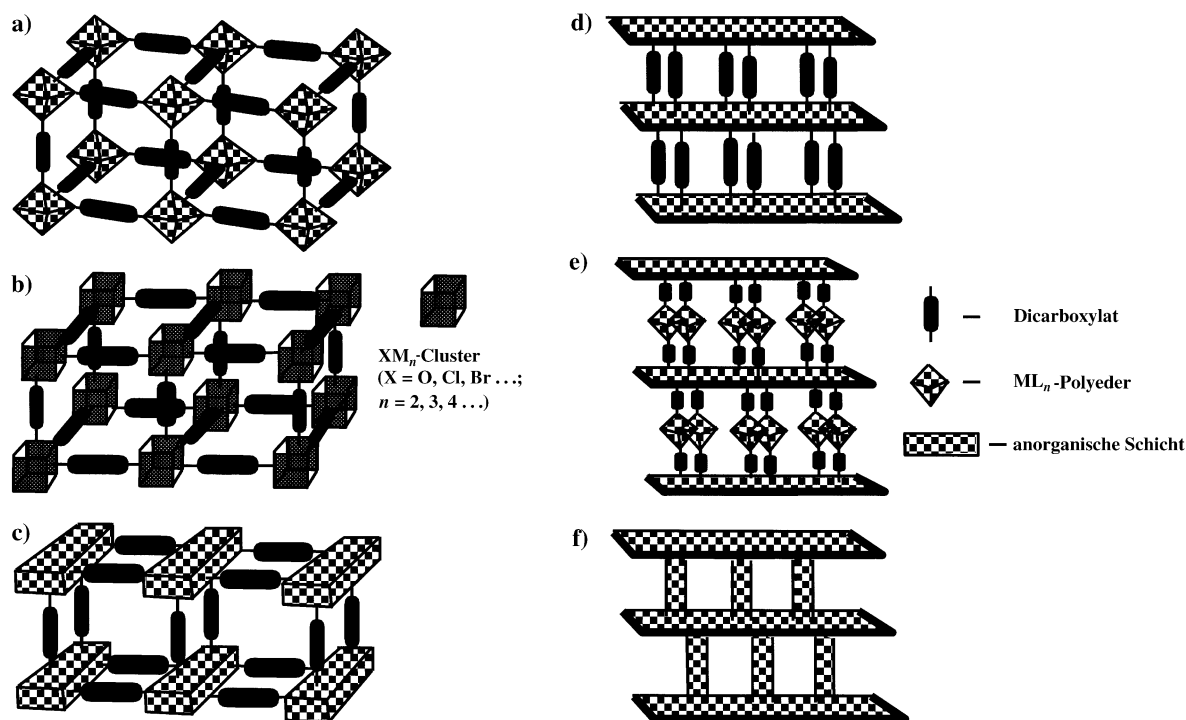 a)
b)
XMn-Cluster
(X = O, Cl, Br . . .;
n = 2, 3, 4 . . .)
c)
d)
e)
Dicarboxylat
MLn-Polyeder
anorganische Schicht
f)